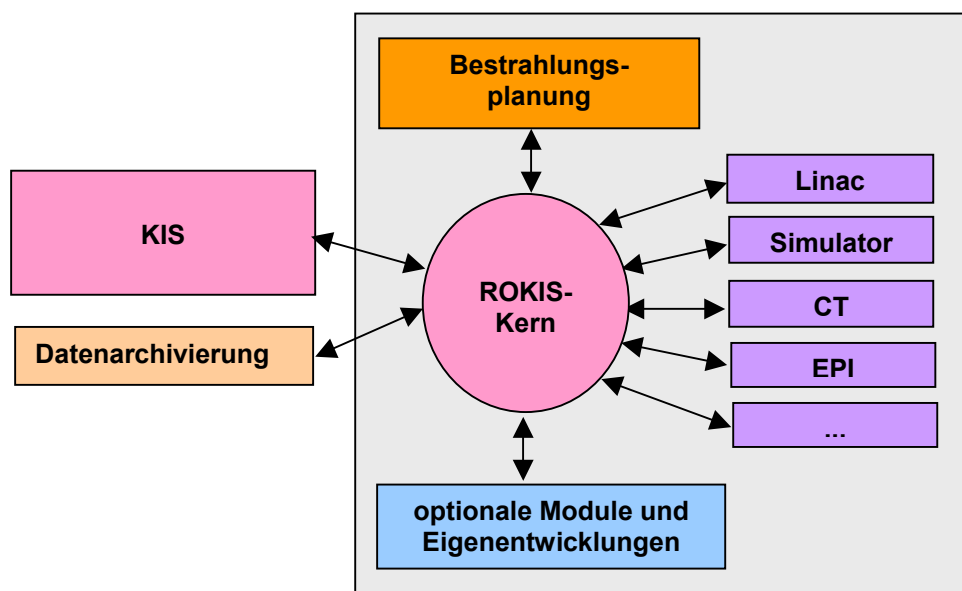 Bestrahlungs-
planung
KIS
Datenarchivierung
ROKIS-
Kern
Linac
Simulator
CT
EPI
...
optionale Module und
Eigenentwicklungen